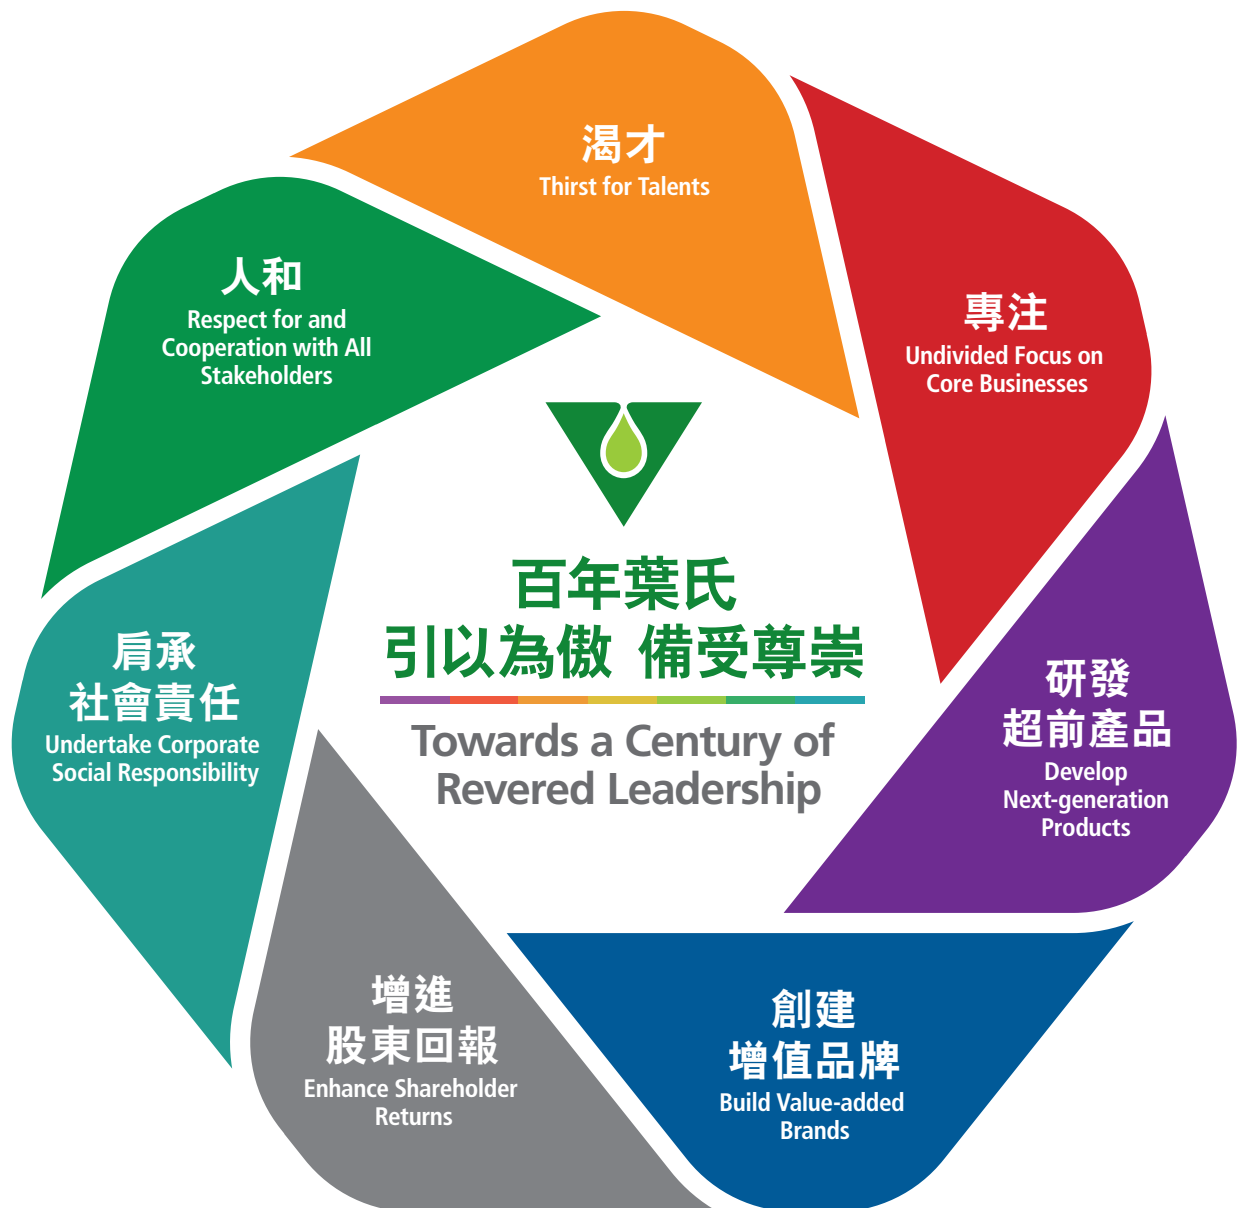 渴才
Thirst for Talents
專注
Undivided Focus on
Core Businesses
研發
超前產品
Develop
Next-generation
Products
創建
增值品牌
Build Value-added
Brands
增進
股東回報
Enhance Shareholder
Returns
肩承
社會責任
Undertake Corporate
Social Responsibility
人和
Respect for and
Cooperation with All
Stakeholders
百年葉氏
引以為傲 備受尊崇
Towards a Century of
Revered Leadership